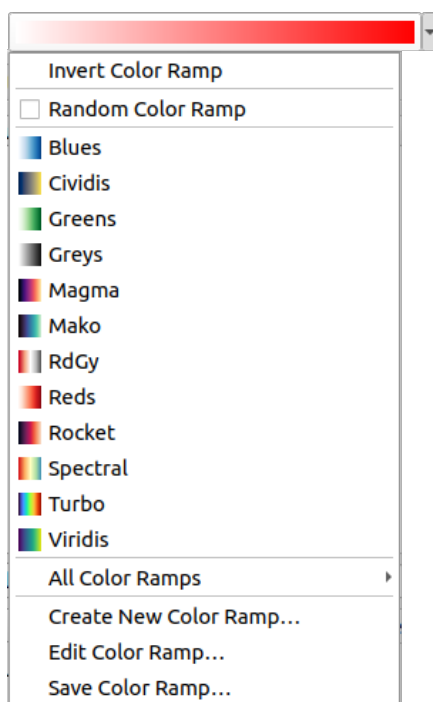 Invert Color Ramp
Random Color Ramp
Blues
Cividis
Greens
Greys
Magma
Mako
RdGy
Reds
Rocket
Spectral
Turbo
Viridis
All Color Ramps
Create New Color Ramp...
Edit Color Ramp...
Save Color Ramp...